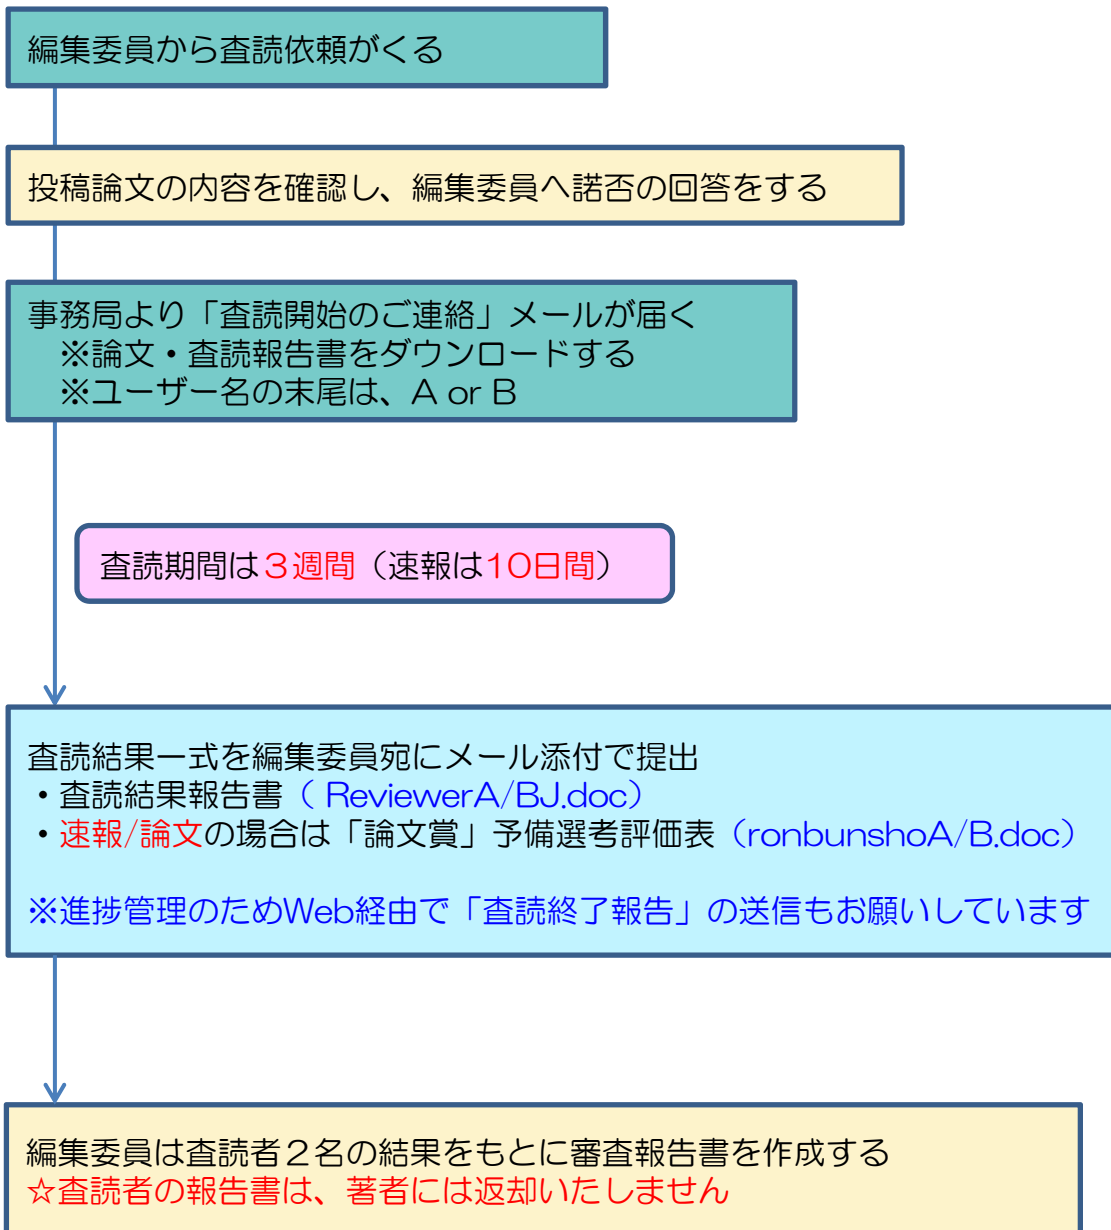 編集委員から査読依頼がくる
投稿論文の内容を確認し、編集委員へ諾否の回答をする
事務局より「査読開始のご連絡」メールが届く
※論文・査読報告書をダウンロードする
※ユーザー名の末尾は、A or B
査読期間は３週間（速報は10日間）
査読結果一式を編集委員宛にメール添付で提出
・査読結果報告書（ ReviewerA/BJ.doc）
・速報/論文の場合は「論文賞」予備選考評価表（ronbunshoA/B.doc）
※進捗管理のためWeb経由で「査読終了報告」の送信もお願いしています
編集委員は査読者２名の結果をもとに審査報告書を作成する
☆査読者の報告書は、著者には返却いたしません